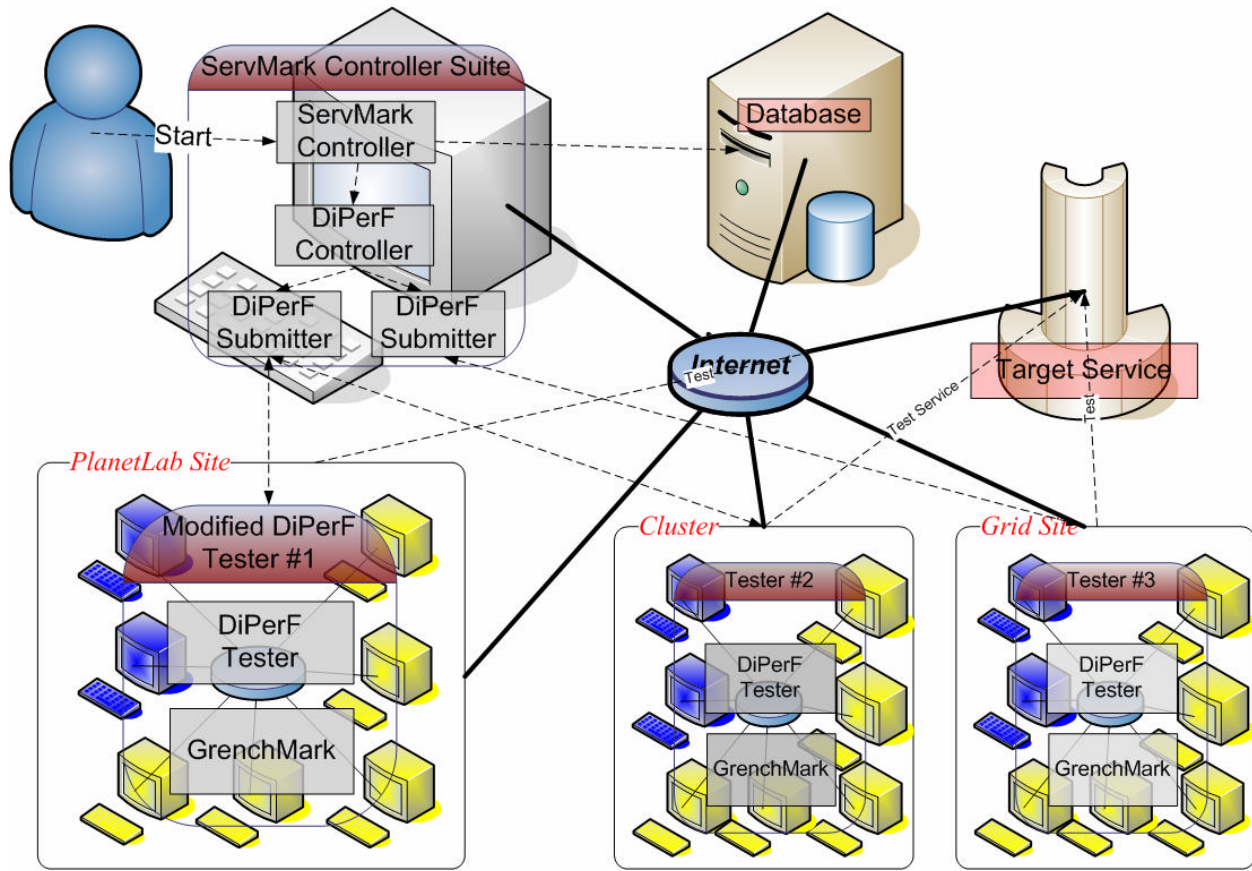 ServMark Controller Suite
Start
ServMark
Controller
Database
DiPerF
Controller
DiPerF
Submitter
DiPerF
Submitter
Internet
Test
Target Service
Test Service
Test
PlanetLab Site
Modified DiPerF
Tester #1
DiPerF
Tester
GrenchMark
Cluster
Tester #2
DiPerF
Tester
GrenchMark
Grid Site
Tester #3
DiPerF
Tester
GrenchMark